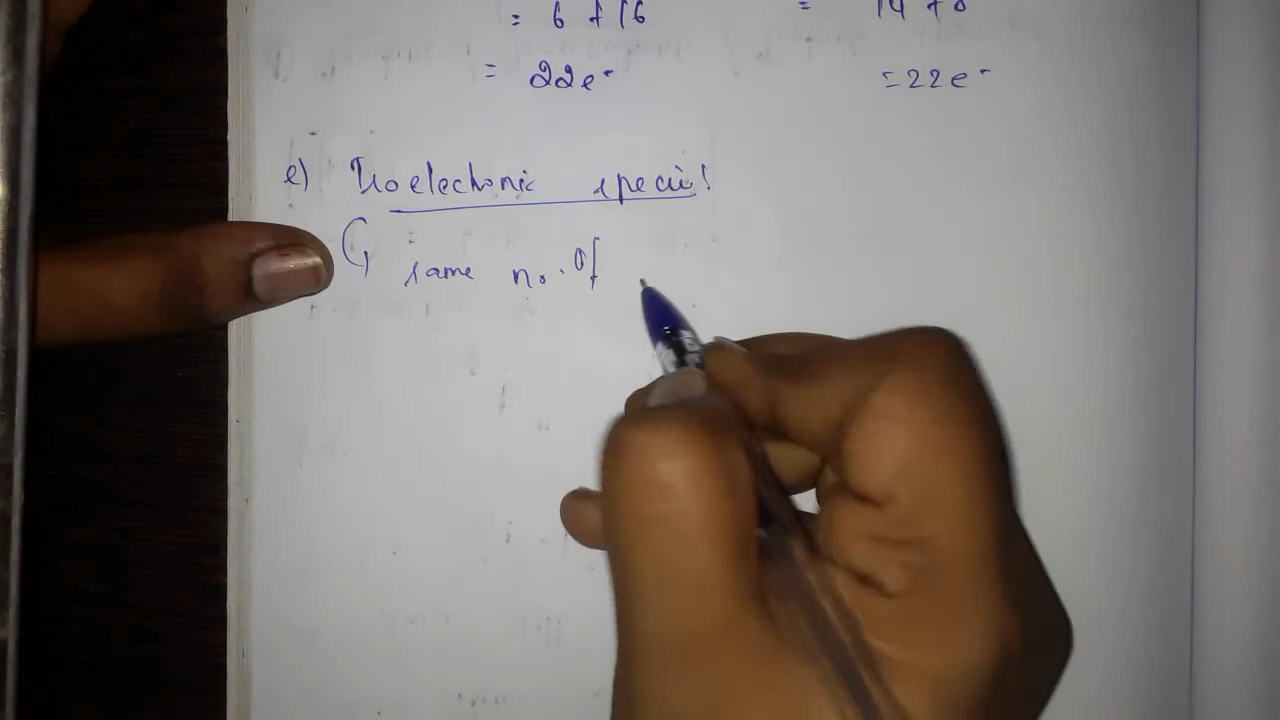 = 6 + 16 = 14 + 8
= 22e⁻ = 22e⁻
e) Isoelectronic species
same no. of